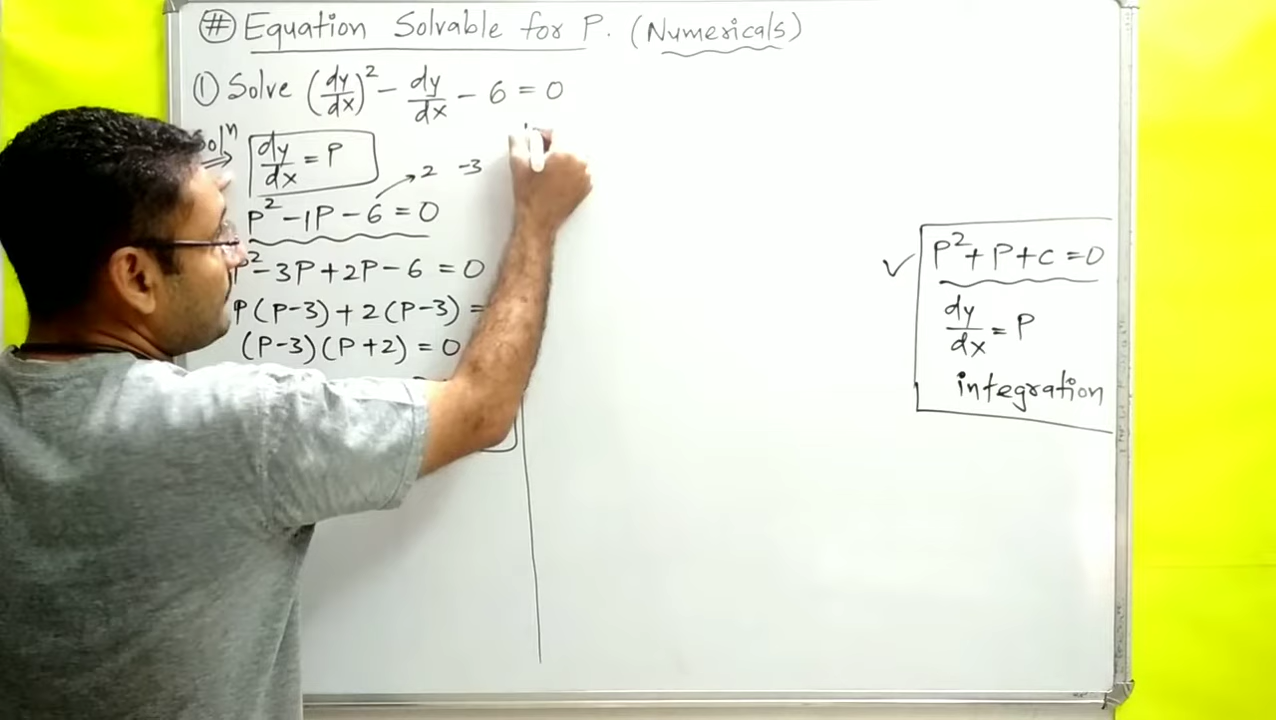 # Equation Solvable for P. (Numericals)
① Solve (dy/dx)² - dy/dx - 6 = 0
Solⁿ ⇒ dy/dx = P
2 -3
P² - 1P - 6 = 0
P² - 3P + 2P - 6 = 0
P(P-3) + 2(P-3) =
(P-3)(P+2) = 0
✓ P² + P + C = 0
dy/dx = P
integration